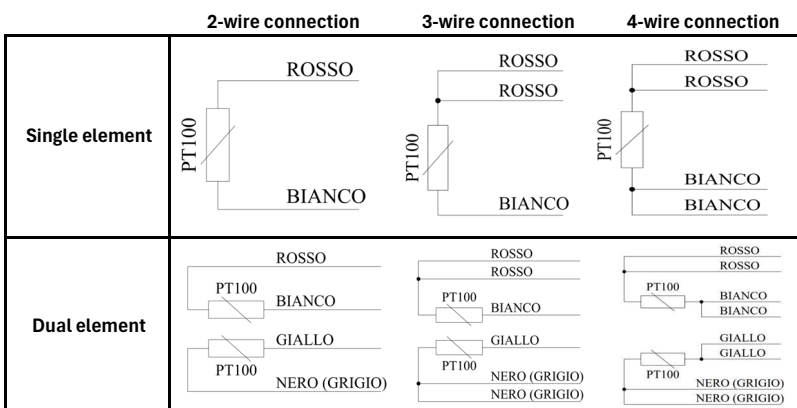 2-wire connection
3-wire connection
4-wire connection
Single element
ROSSO
PT100
BIANCO
ROSSO
ROSSO
PT100
BIANCO
ROSSO
ROSSO
PT100
BIANCO
BIANCO
Dual element
ROSSO
PT100
BIANCO
GIALLO
PT100
NERO (GRIGIO)
ROSSO
ROSSO
PT100
BIANCO
GIALLO
PT100
NERO (GRIGIO)
NERO (GRIGIO)
ROSSO
ROSSO
PT100
BIANCO
BIANCO
GIALLO
GIALLO
PT100
NERO (GRIGIO)
NERO (GRIGIO)